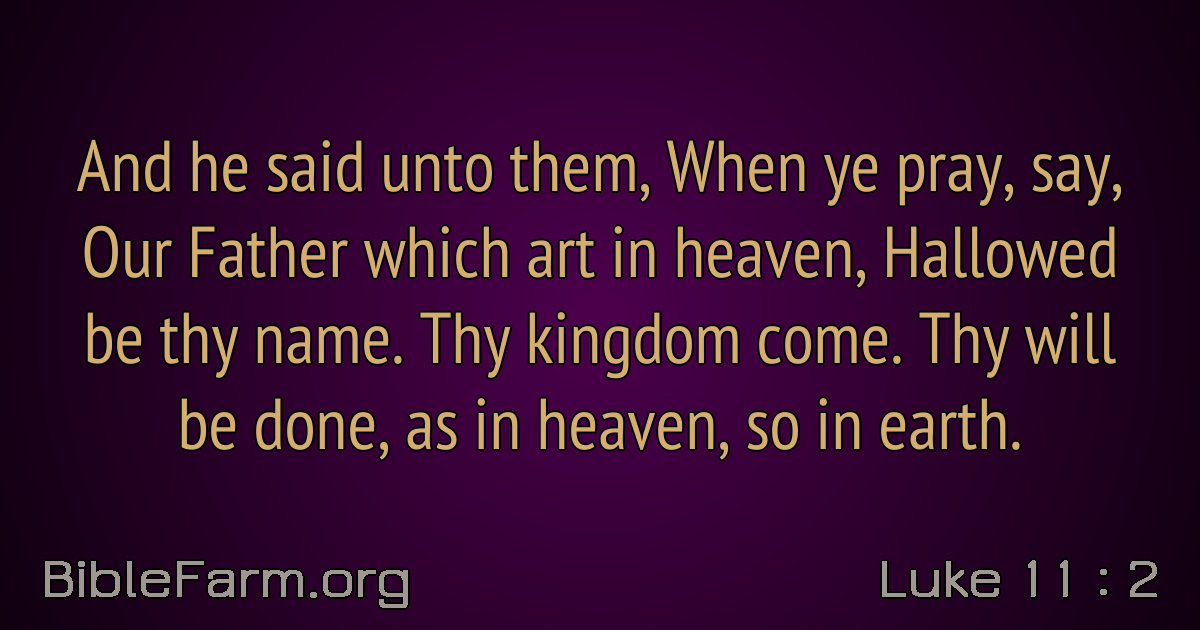 And he said unto them, When ye pray, say,
Our Father which art in heaven, Hallowed
be thy name. Thy kingdom come. Thy will
be done, as in heaven, so in earth.
BibleFarm.org
Luke 11 : 2